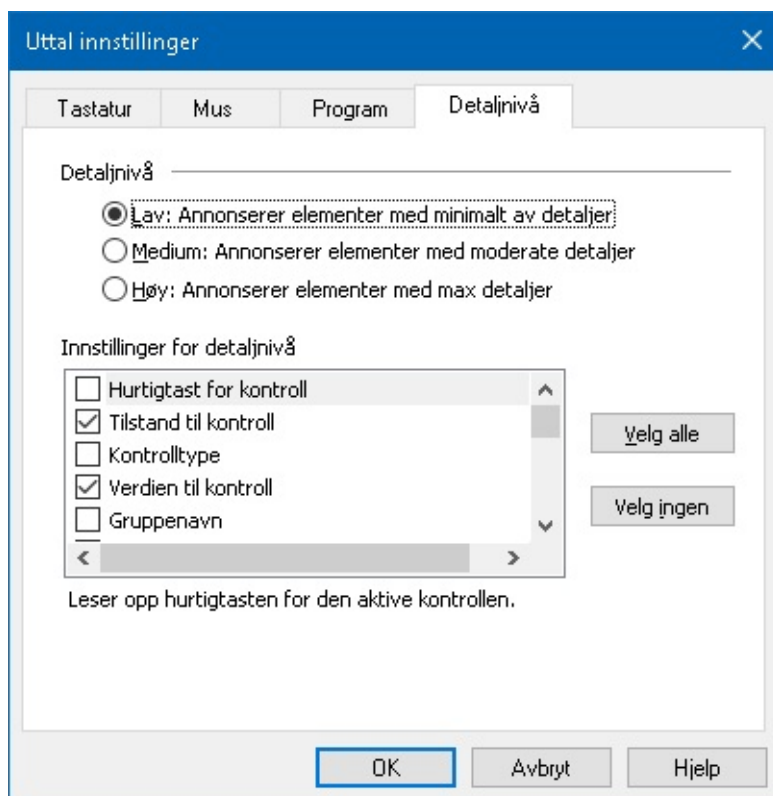 Uttal innstillinger
Tastatur Mus Program Detaljnivå
Detaljnivå
Lav: Annonserer elementer med minimalt av detaljer
Medium: Annonserer elementer med moderate detaljer
Høy: Annonserer elementer med max detaljer
Innstillinger for detaljnivå
Hurtigtast for kontroll
Tilstand til kontroll
Kontrolltype
Verdien til kontroll
Gruppenavn
Velg alle
Velg ingen
Leser opp hurtigtasten for den aktive kontrollen.
OK Avbryt Hjelp